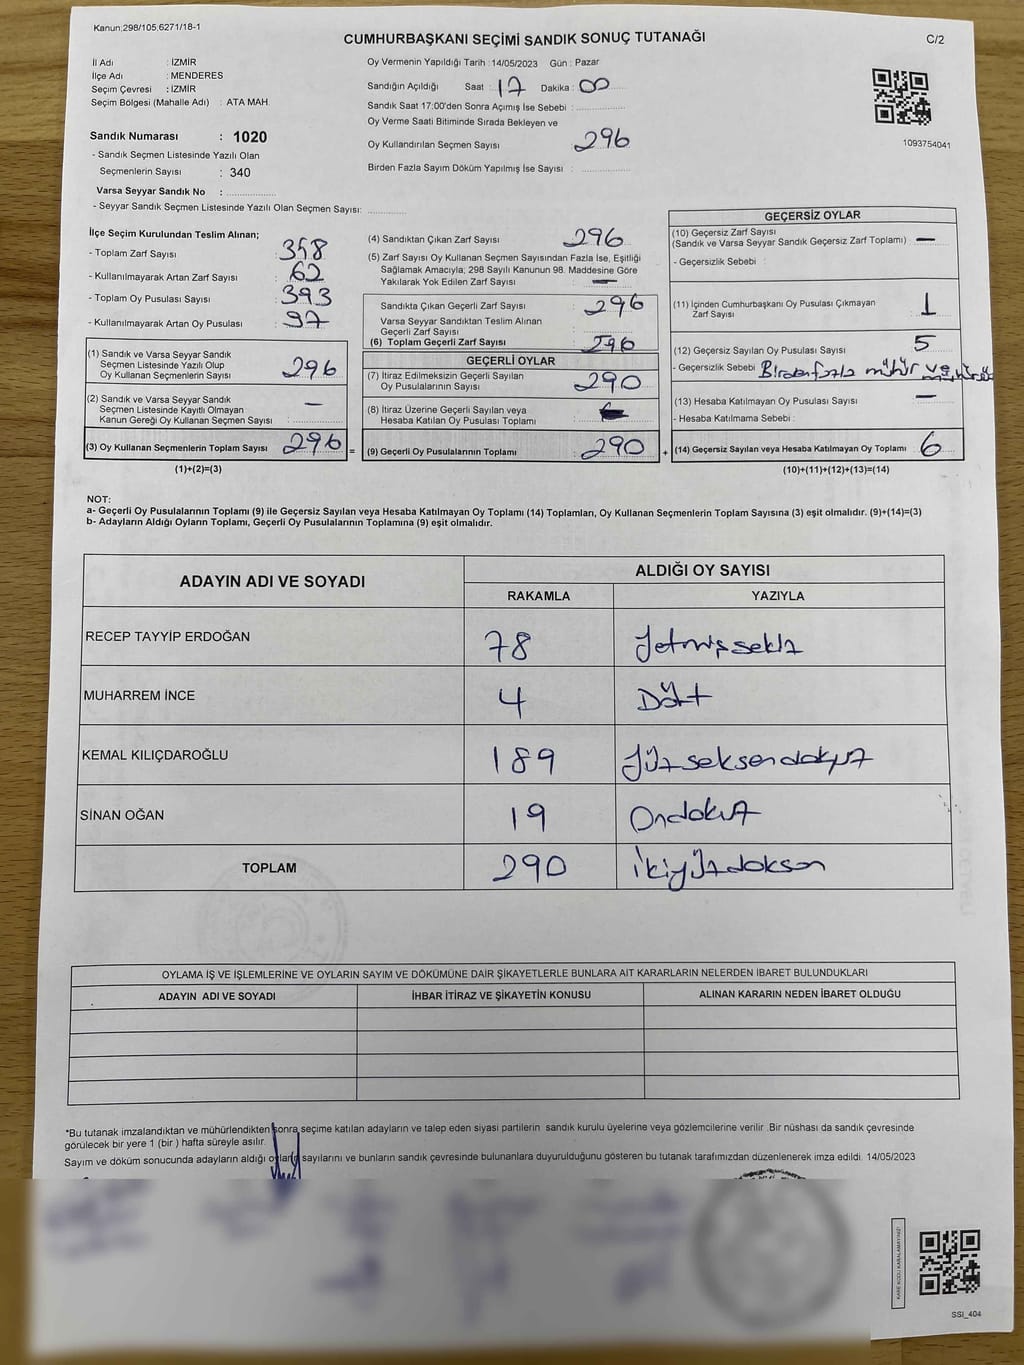 Kanun;298/105,6271/18-1
CUMHURBAŞKANI SEÇİMİ SANDIK SONUÇ TUTANAĞI
C/2
İl Adı : İZMİR
İlçe Adı : MENDERES
Seçim Çevresi : İZMİR
Seçim Bölgesi (Mahalle Adı) : ATA MAH.
Sandık Numarası : 1020
- Sandık Seçmen Listesinde Yazılı Olan
Seçmenlerin Sayısı : 340
Varsa Seyyar Sandık No : ................
- Seyyar Sandık Seçmen Listesinde Yazılı Olan Seçmen Sayısı: ............
Oy Vermenin Yapıldığı Tarih : 14/05/2023 Gün : Pazar
Sandığın Açıldığı Saat : 17 Dakika : 00
Sandık Saat 17:00'den Sonra Açımış İse Sebebi : ................
Oy Verme Saati Bitiminde Sırada Bekleyen ve
Oy Kullandırılan Seçmen Sayısı : 296
Birden Fazla Sayım Döküm Yapılmış İse Sayısı : ................
1093754041
İlçe Seçim Kurulundan Teslim Alınan;
- Toplam Zarf Sayısı : 358
- Kullanılmayarak Artan Zarf Sayısı : 62
- Toplam Oy Pusulası Sayısı : 393
- Kullanılmayarak Artan Oy Pusulası : 97
(1) Sandık ve Varsa Seyyar Sandık
Seçmen Listesinde Yazılı Olup
Oy Kullanan Seçmenlerin Sayısı : 296
(2) Sandık ve Varsa Seyyar Sandık
Seçmen Listesinde Kayıtlı Olmayan
Kanun Gereği Oy Kullanan Seçmen Sayısı : —
(3) Oy Kullanan Seçmenlerin Toplam Sayısı : 296 =
(1)+(2)=(3)
(4) Sandıktan Çıkan Zarf Sayısı : 296
(5) Zarf Sayısı Oy Kullanan Seçmen Sayısından Fazla İse, Eşitliği
Sağlamak Amacıyla; 298 Sayılı Kanunun 98. Maddesine Göre
Yakılarak Yok Edilen Zarf Sayısı : —
Sandıkta Çıkan Geçerli Zarf Sayısı : 296
Varsa Seyyar Sandıktan Teslim Alınan
Geçerli Zarf Sayısı
(6) Toplam Geçerli Zarf Sayısı : 296
GEÇERLİ OYLAR
(7) İtiraz Edilmeksizin Geçerli Sayılan
Oy Pusulalarının Sayısı : 290
(8) İtiraz Üzerine Geçerli Sayılan veya
Hesaba Katılan Oy Pusulası Toplamı :
(9) Geçerli Oy Pusulalarının Toplamı : 290 +
GEÇERSİZ OYLAR
(10) Geçersiz Zarf Sayısı
(Sandık ve Varsa Seyyar Sandık Geçersiz Zarf Toplamı) : —
- Geçersizlik Sebebi :
(11) İçinden Cumhurbaşkanı Oy Pusulası Çıkmayan
Zarf Sayısı : 1
(12) Geçersiz Sayılan Oy Pusulası Sayısı : 5
- Geçersizlik Sebebi : Birden fazla mühür ve
(13) Hesaba Katılmayan Oy Pusulası Sayısı : —
- Hesaba Katılmama Sebebi :
(14) Geçersiz Sayılan veya Hesaba Katılmayan Oy Toplamı : 6
(10)+(11)+(12)+(13)=(14)
NOT:
a- Geçerli Oy Pusulalarının Toplamı (9) ile Geçersiz Sayılan veya Hesaba Katılmayan Oy Toplamı (14) Toplamları, Oy Kullanan Seçmenlerin Toplam Sayısına (3) eşit olmalıdır. (9)+(14)=(3)
b- Adayların Aldığı Oyların Toplamı, Geçerli Oy Pusulalarının Toplamına (9) eşit olmalıdır.
ADAYIN ADI VE SOYADI
ALDIĞI OY SAYISI
RAKAMLA YAZIYLA
RECEP TAYYİP ERDOĞAN 78 Yetmişsekiz
MUHARREM İNCE 4 Dört
KEMAL KILIÇDAROĞLU 189 Yüzseksendokuz
SİNAN OĞAN 19 Ondokuz
TOPLAM 290 İkiyüzdoksan
OYLAMA İŞ VE İŞLEMLERİNE VE OYLARIN SAYIM VE DÖKÜMÜNE DAİR ŞİKAYETLERLE BUNLARA AİT KARARLARIN NELERDEN İBARET BULUNDUKLARI
ADAYIN ADI VE SOYADI İHBAR İTİRAZ VE ŞİKAYETİN KONUSU ALINAN KARARIN NEDEN İBARET OLDUĞU
*Bu tutanak imzalandıktan ve mühürlendikten sonra seçime katılan adayların ve talep eden siyasi partilerin sandık kurulu üyelerine veya gözlemcilerine verilir .Bir nüshası da sandık çevresinde
görülecek bir yere 1 (bir ) hafta süreyle asılır.
Sayım ve döküm sonucunda adayların aldığı oyların sayılarını ve bunların sandık çevresinde bulunanlara duyurulduğunu gösteren bu tutanak tarafımızdan düzenlenerek imza edildi. 14/05/2023
KARE KODU KARALAMAYINIZ!
SSI_404